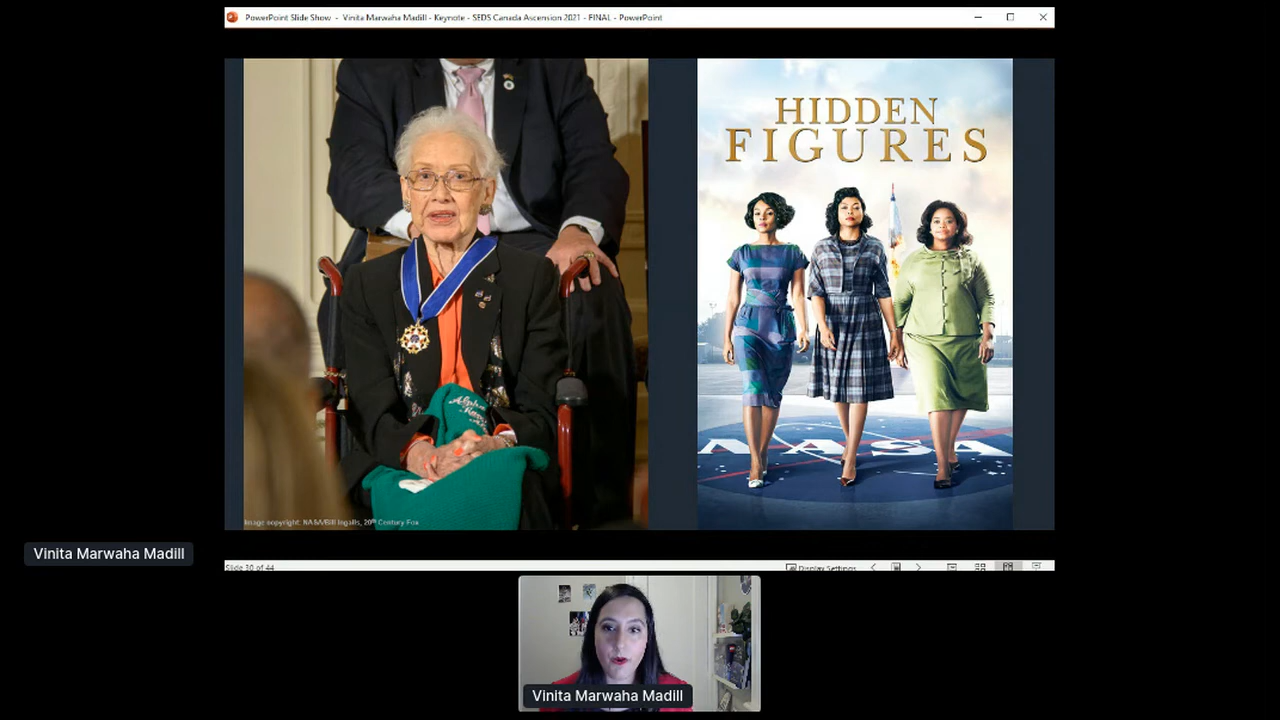 PowerPoint Slide Show - Vinita Marwaha Madill - Keynote - SEDS Canada Ascension 2021 - FINAL - PowerPoint
HIDDEN
FIGURES
Alpha
NASA
Image copyright: NASA/Bill Ingalls, 20th Century Fox
Vinita Marwaha Madill
Slide 30 of 44
Display Settings
Vinita Marwaha Madill